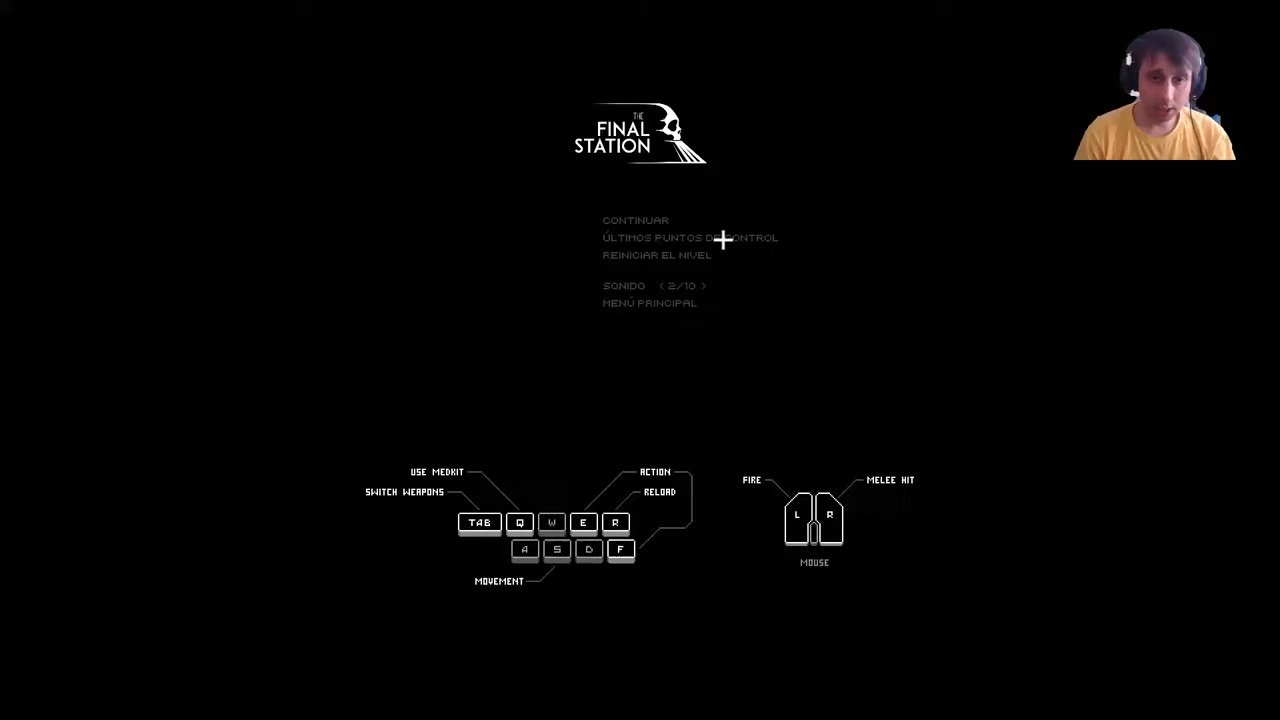 THE
FINAL
STATION
CONTINUAR
ÚLTIMOS PUNTOS DE CONTROL
REINICIAR EL NIVEL
SONIDO < 2/10 >
MENÚ PRINCIPAL
USE MEDKIT
ACTION
SWITCH WEAPONS
RELOAD
TAB Q W E R
A S D F
MOVEMENT
FIRE
MELEE HIT
L R
MOUSE